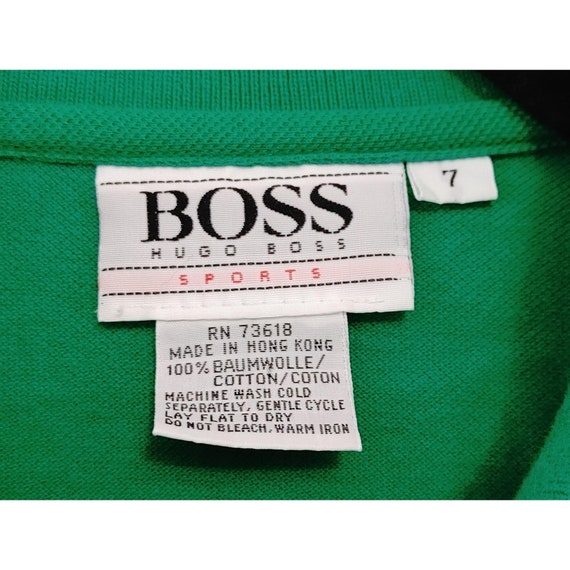 BOSS
HUGO BOSS
SPORTS
7
RN 73618
MADE IN HONG KONG
100% BAUMWOLLE/
COTTON/COTON
MACHINE WASH COLD
SEPARATELY, GENTLE CYCLE
LAY FLAT TO DRY
DO NOT BLEACH, WARM IRON